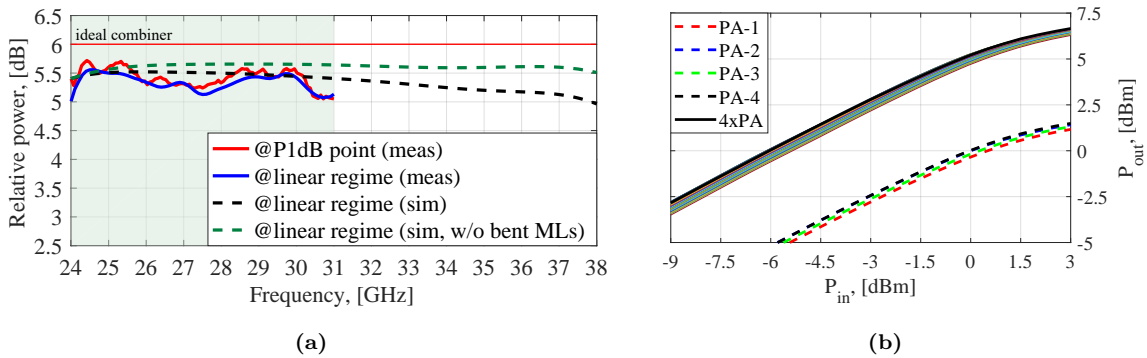 6.5
6
5.5
5
4.5
4
3.5
3
2.5
Relative power, [dB]
ideal combiner
@P1dB point (meas)
@linear regime (meas)
@linear regime (sim)
@linear regime (sim, w/o bent MLs)
24 25 26 27 28 29 30 31 32 33 34 35 36 37 38
Frequency, [GHz]
(a)
PA-1
PA-2
PA-3
PA-4
4xPA
7.5
5
2.5
0
-2.5
-5
Pout, [dBm]
-9 -7.5 -6 -4.5 -3 -1.5 0 1.5 3
Pin, [dBm]
(b)